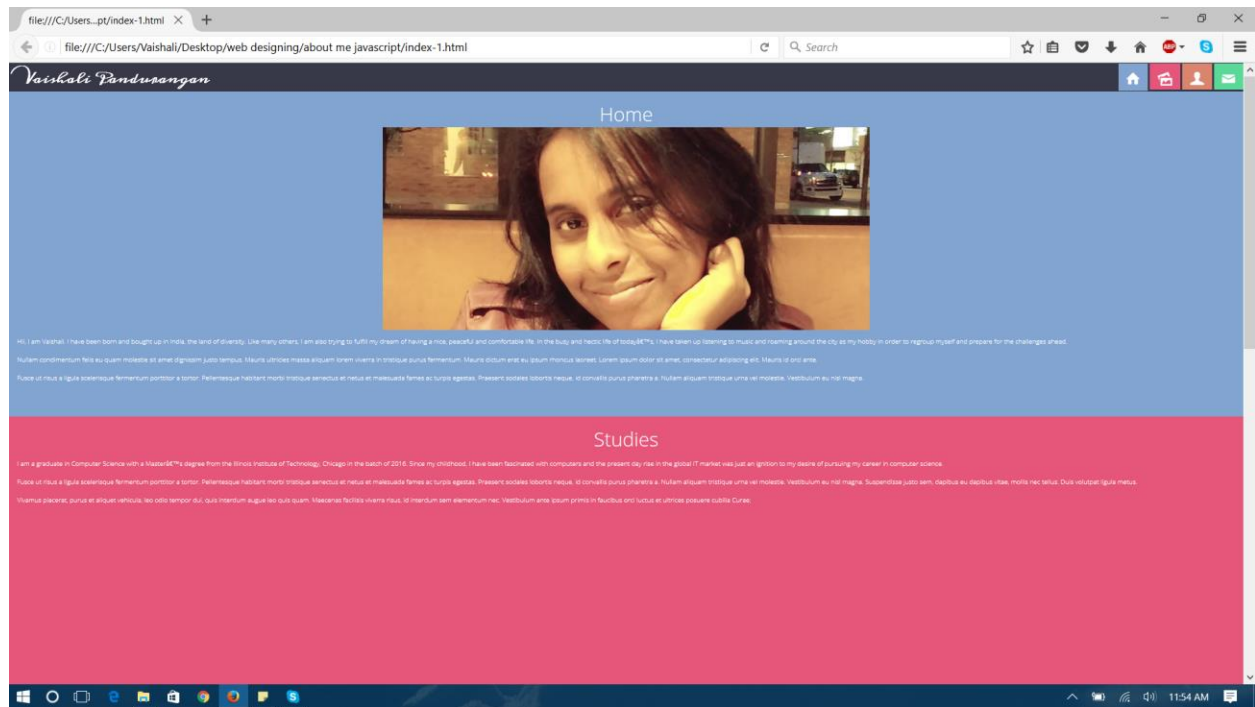 file:///C:/Users...pt/index-1.html
file:///C:/Users/Vaishali/Desktop/web designing/about me javascript/index-1.html
Search
ABP
Vaishali Pandurangan
Home
Hi, I am Vaishali. I have been born and bought up in India, the land of diversity. Like many others, I am also trying to fulfil my dream of having a nice, peaceful and comfortable life. In the busy and hectic life of todayâ€™s, I have taken up listening to music and roaming around the city as my hobby in order to regroup myself and prepare for the challenges ahead.
Nullam condimentum felis eu quam molestie sit amet dignissim justo tempus. Mauris ultricies massa aliquam lorem viverra in tristique purus fermentum. Mauris dictum erat eu ipsum rhoncus laoreet. Lorem ipsum dolor sit amet, consectetur adipiscing elit. Mauris id orci ante.
Fusce ut risus a ligula scelerisque fermentum porttitor a tortor. Pellentesque habitant morbi tristique senectus et netus et malesuada fames ac turpis egestas. Praesent sodales lobortis neque, id convallis purus pharetra a. Nullam aliquam tristique urna vel molestie. Vestibulum eu nisl magna.
Studies
I am a graduate in Computer Science with a Masterâ€™s degree from the Illinois Institute of Technology, Chicago in the batch of 2016. Since my childhood, I have been fascinated with computers and the present day rise in the global IT market was just an ignition to my desire of pursuing my career in computer science.
Fusce ut risus a ligula scelerisque fermentum porttitor a tortor. Pellentesque habitant morbi tristique senectus et netus et malesuada fames ac turpis egestas. Praesent sodales lobortis neque, id convallis purus pharetra a. Nullam aliquam tristique urna vel molestie. Vestibulum eu nisl magna. Suspendisse justo sem, dapibus eu dapibus vitae, mollis nec tellus. Duis volutpat ligula metus.
Vivamus placerat, purus et aliquet vehicula, leo odio tempor dui, quis interdum augue leo quis quam. Maecenas facilisis viverra risus, id interdum sem elementum nec. Vestibulum ante ipsum primis in faucibus orci luctus et ultrices posuere cubilia Curae;
11:54 AM